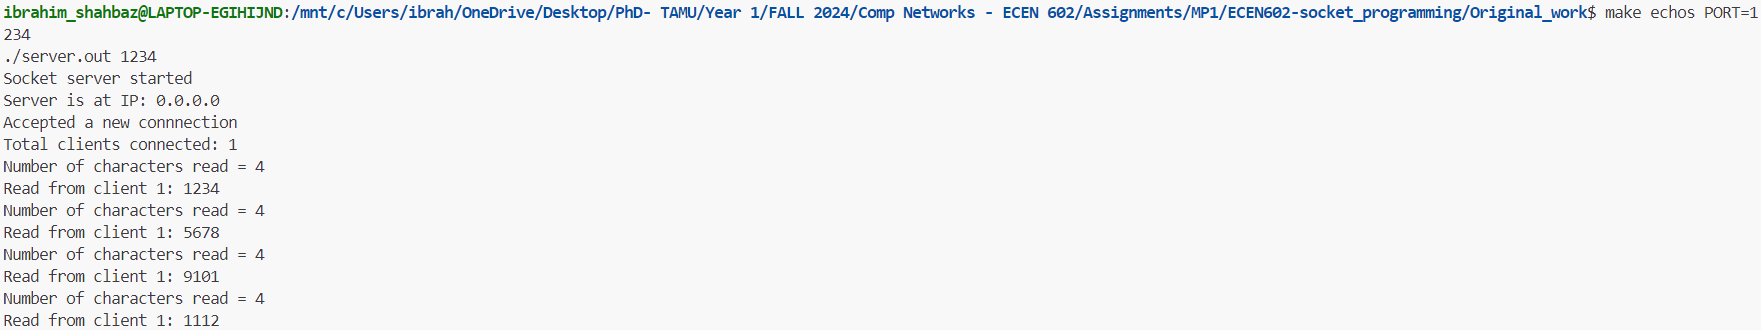 ibrahim_shahbaz@LAPTOP-EGIHIJND:/mnt/c/Users/ibrah/OneDrive/Desktop/PhD- TAMU/Year 1/FALL 2024/Comp Networks - ECEN 602/Assignments/MP1/ECEN602-socket_programming/Original_work$ make echos PORT=1
234
./server.out 1234
Socket server started
Server is at IP: 0.0.0.0
Accepted a new connnection
Total clients connected: 1
Number of characters read = 4
Read from client 1: 1234
Number of characters read = 4
Read from client 1: 5678
Number of characters read = 4
Read from client 1: 9101
Number of characters read = 4
Read from client 1: 1112